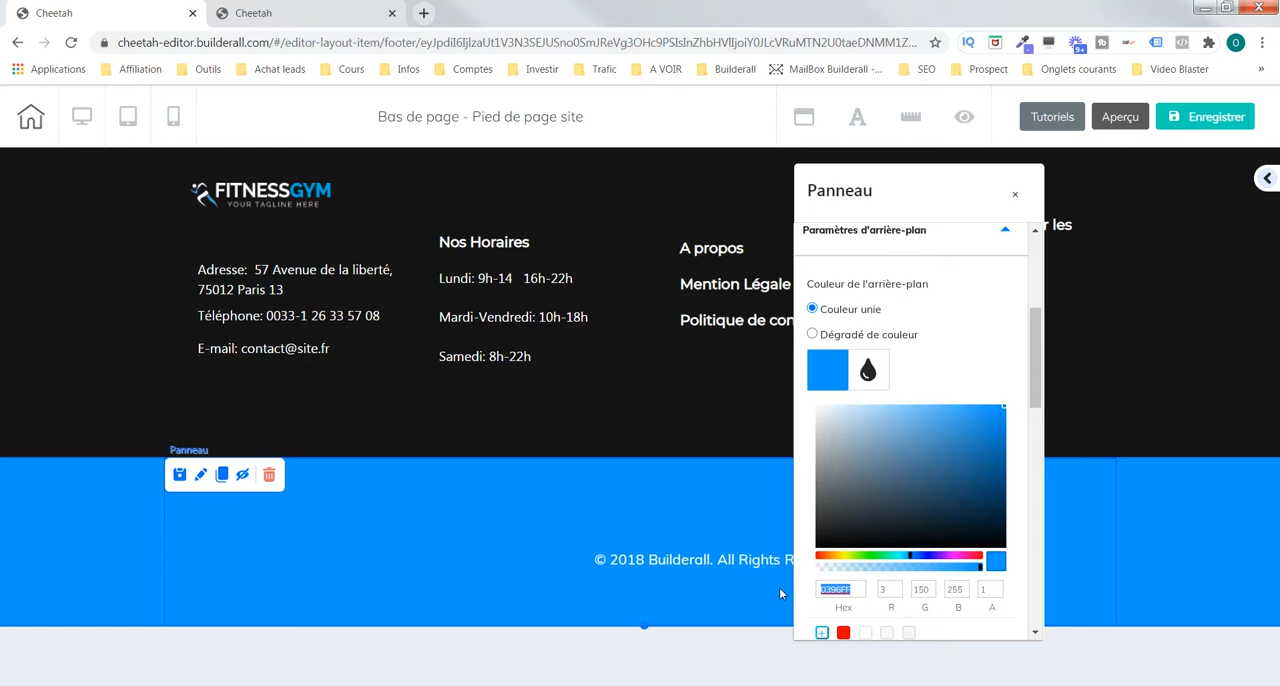 Cheetah
Cheetah
cheetah-editor.builderall.com/#/editor-layout-item/footer/eyJpdiI6IjlzaUt1V3N3SUSno0SmJReVg3OHc9PSIsInZhbHVlIjoiY0JLcVRuMTN2U0taeDNMM1Z...
Applications Affiliation Outils Achat leads Cours Infos Comptes Investir Trafic A VOIR Builderall MailBox Builderall -... SEO Prospect Onglets courants Video Blaster »
Bas de page - Pied de page site
Tutoriels Aperçu Enregistrer
FITNESSGYM
YOUR TAGLINE HERE
Adresse: 57 Avenue de la liberté,
75012 Paris 13
Téléphone: 0033-1 26 33 57 08
E-mail: contact@site.fr
Nos Horaires
Lundi: 9h-14 16h-22h
Mardi-Vendredi: 10h-18h
Samedi: 8h-22h
A propos
Mention Légale
Politique de con
r les
Panneau
© 2018 Builderall. All Rights R
Panneau
×
Paramètres d'arrière-plan
Couleur de l'arrière-plan
Couleur unie
Dégradé de couleur
0396FF 3 150 255 1
Hex R G B A